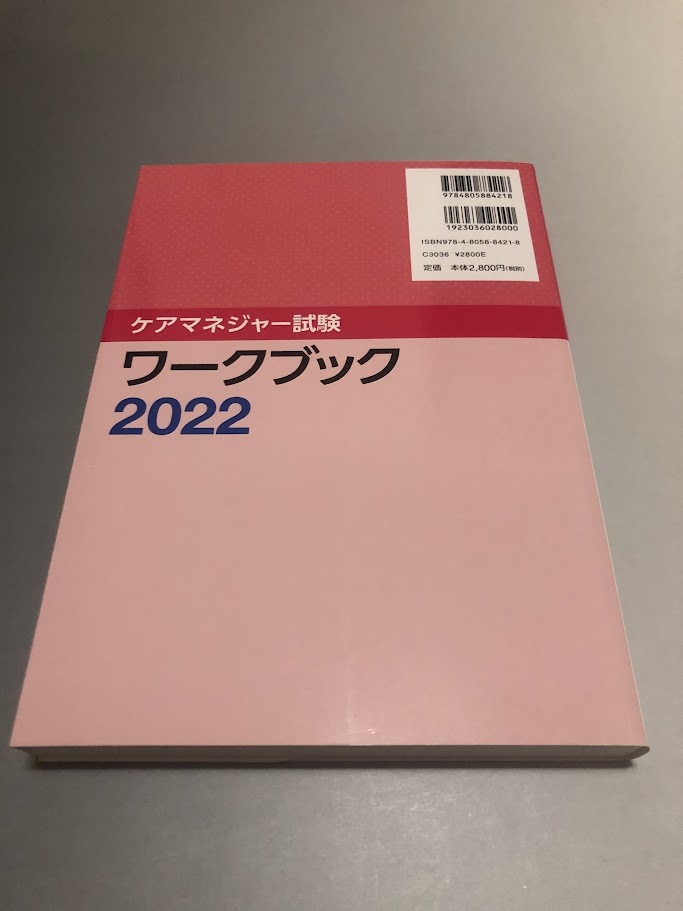 9784805884218
1923036028000
ISBN978-4-8058-8421-8
C3036 ¥2800E
定価 本体2,800円(税別)
ケアマネジャー試験
ワークブック
2022